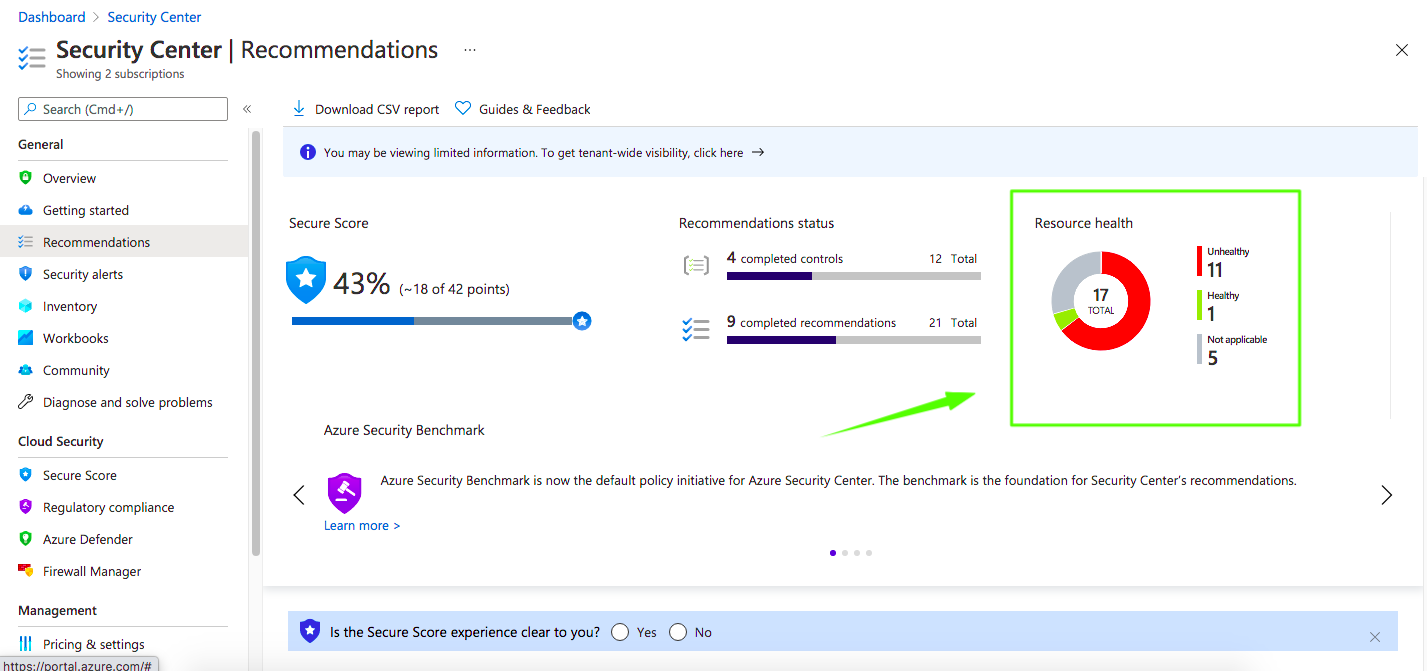 Dashboard > Security Center
Security Center | Recommendations ...
Showing 2 subscriptions
Search (Cmd+/)
«
General
Overview
Getting started
Recommendations
Security alerts
Inventory
Workbooks
Community
Diagnose and solve problems
Cloud Security
Secure Score
Regulatory compliance
Azure Defender
Firewall Manager
Management
Pricing & settings
https://portal.azure.com/#
Download CSV report Guides & Feedback
You may be viewing limited information. To get tenant-wide visibility, click here →
Secure Score
43% (~18 of 42 points)
Recommendations status
4 completed controls 12 Total
9 completed recommendations 21 Total
Resource health
17
TOTAL
Unhealthy
11
Healthy
1
Not applicable
5
Azure Security Benchmark
Azure Security Benchmark is now the default policy initiative for Azure Security Center. The benchmark is the foundation for Security Center's recommendations.
Learn more >
Is the Secure Score experience clear to you? Yes No